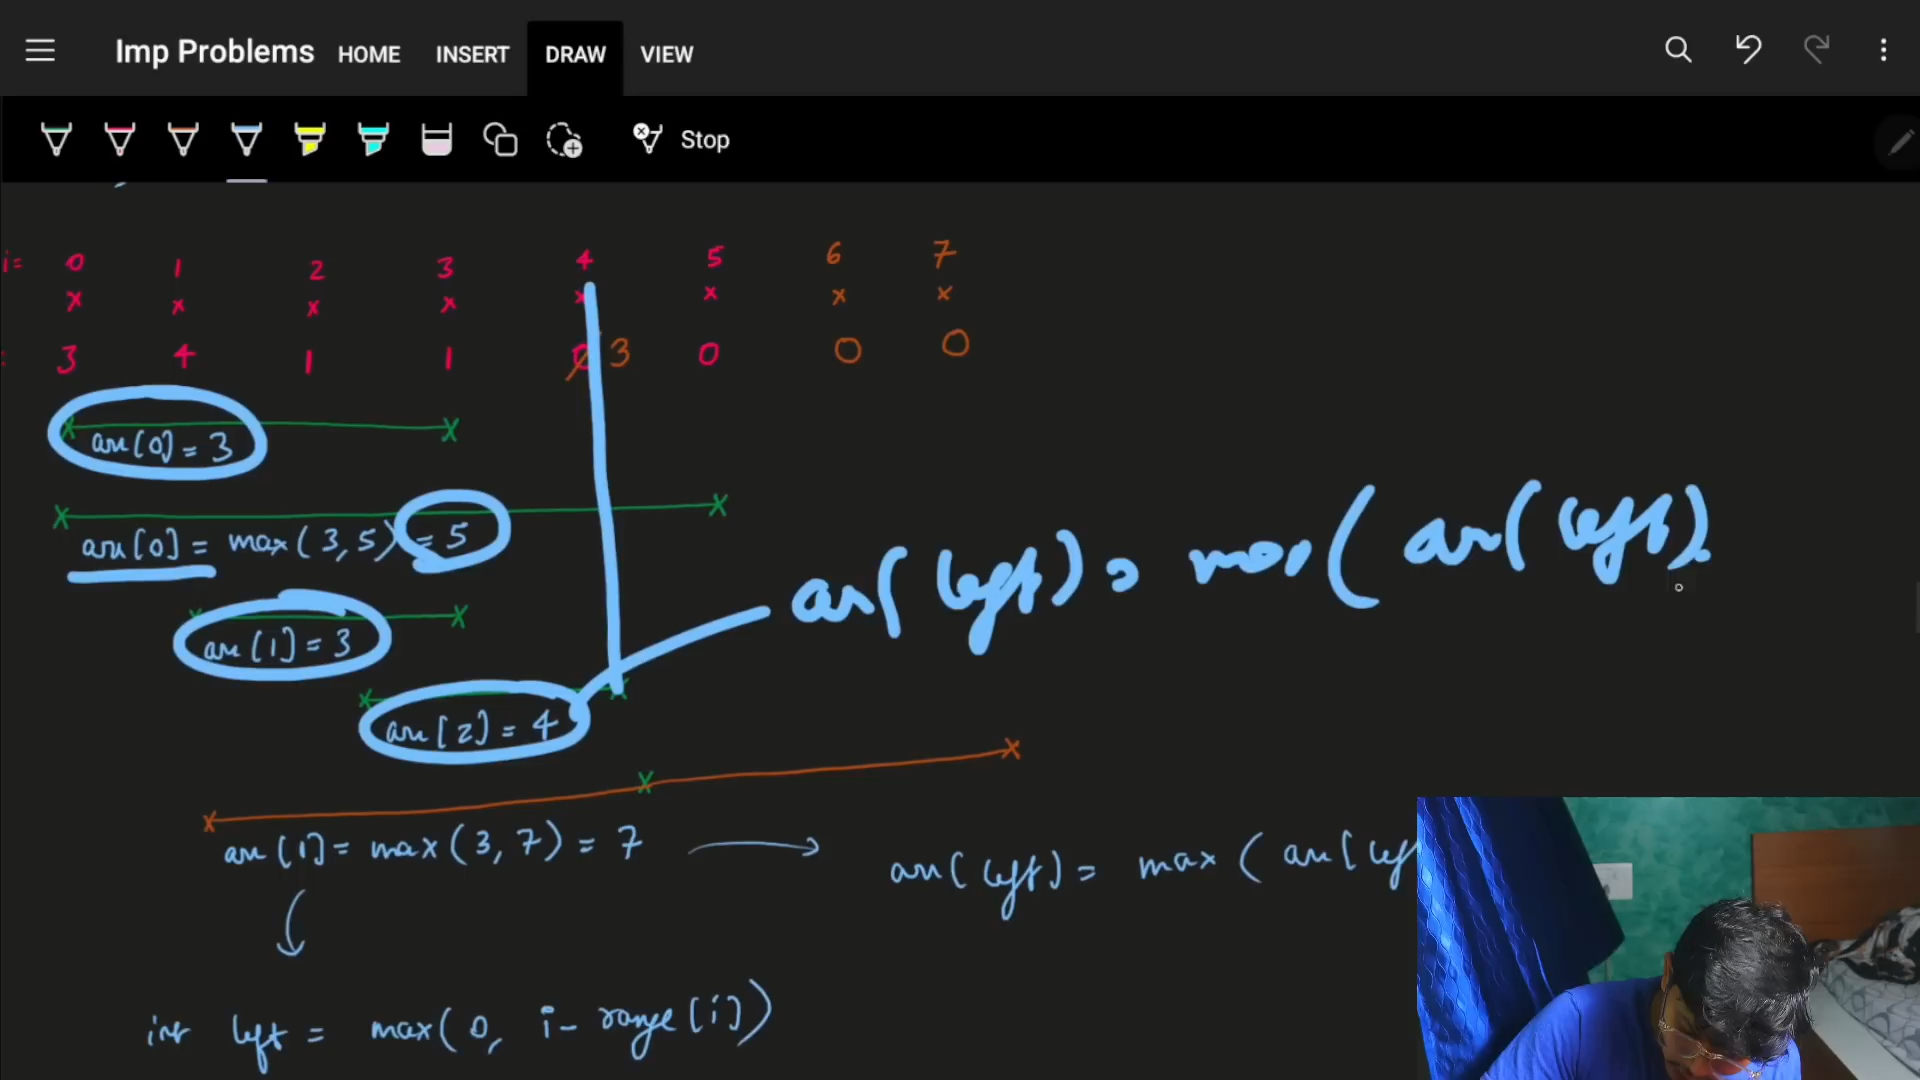 Imp Problems HOME INSERT DRAW VIEW
Stop
i= 0 1 2 3 4 5 6 7
x x x x x x x x
3 4 1 1 0 3 0 0 0
arr[0] = 3
arr[0] = max(3,5) = 5
arr(left) = max( arr(left)
arr[1] = 3
arr[2] = 4
arr[1] = max(3,7) = 7
arr(left) = max ( arr[lef
int left = max(0, i - range[i])